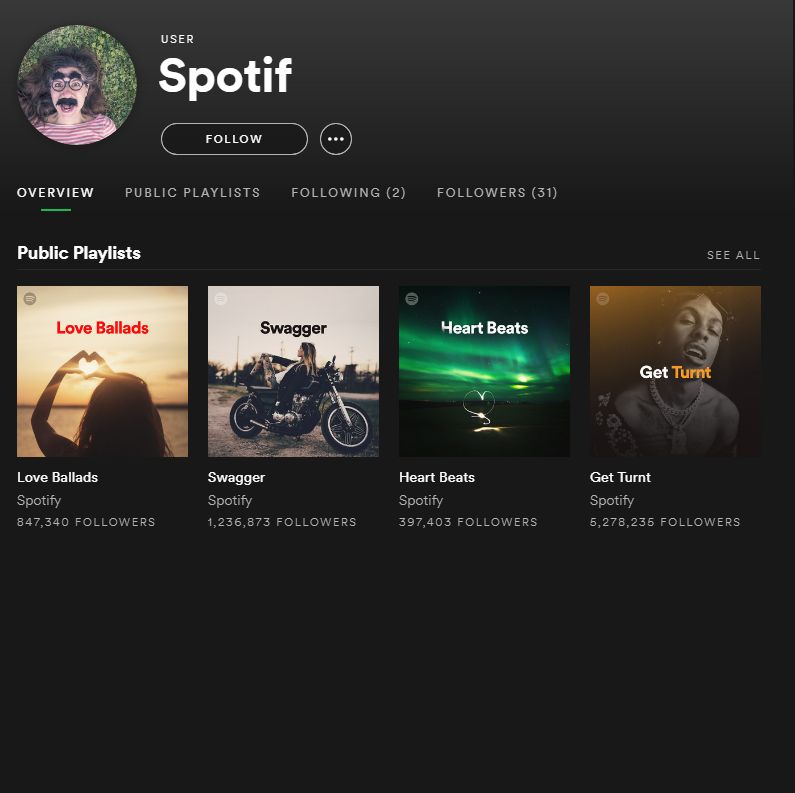 USER
Spotif
FOLLOW
OVERVIEW PUBLIC PLAYLISTS FOLLOWING (2) FOLLOWERS (31)
Public Playlists SEE ALL
Love Ballads Swagger Heart Beats Get Turnt
Love Ballads Swagger Heart Beats Get Turnt
Spotify Spotify Spotify Spotify
847,340 FOLLOWERS 1,236,873 FOLLOWERS 397,403 FOLLOWERS 5,278,235 FOLLOWERS